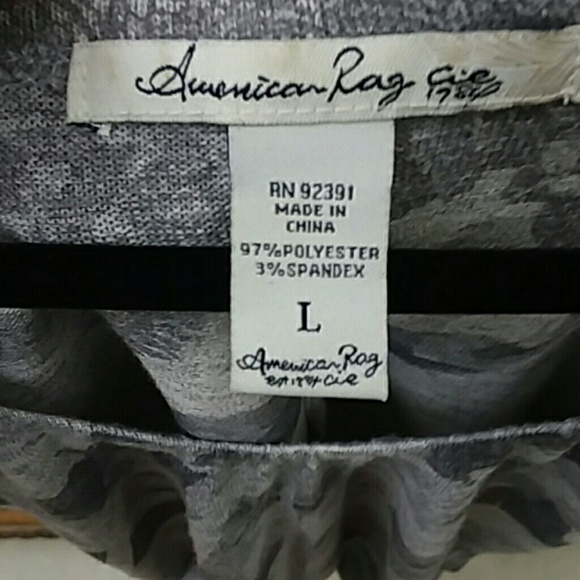 American Rag Cie
RN 92391
MADE IN
CHINA
97%POLYESTER
3%SPANDEX
L
American Rag
Cie